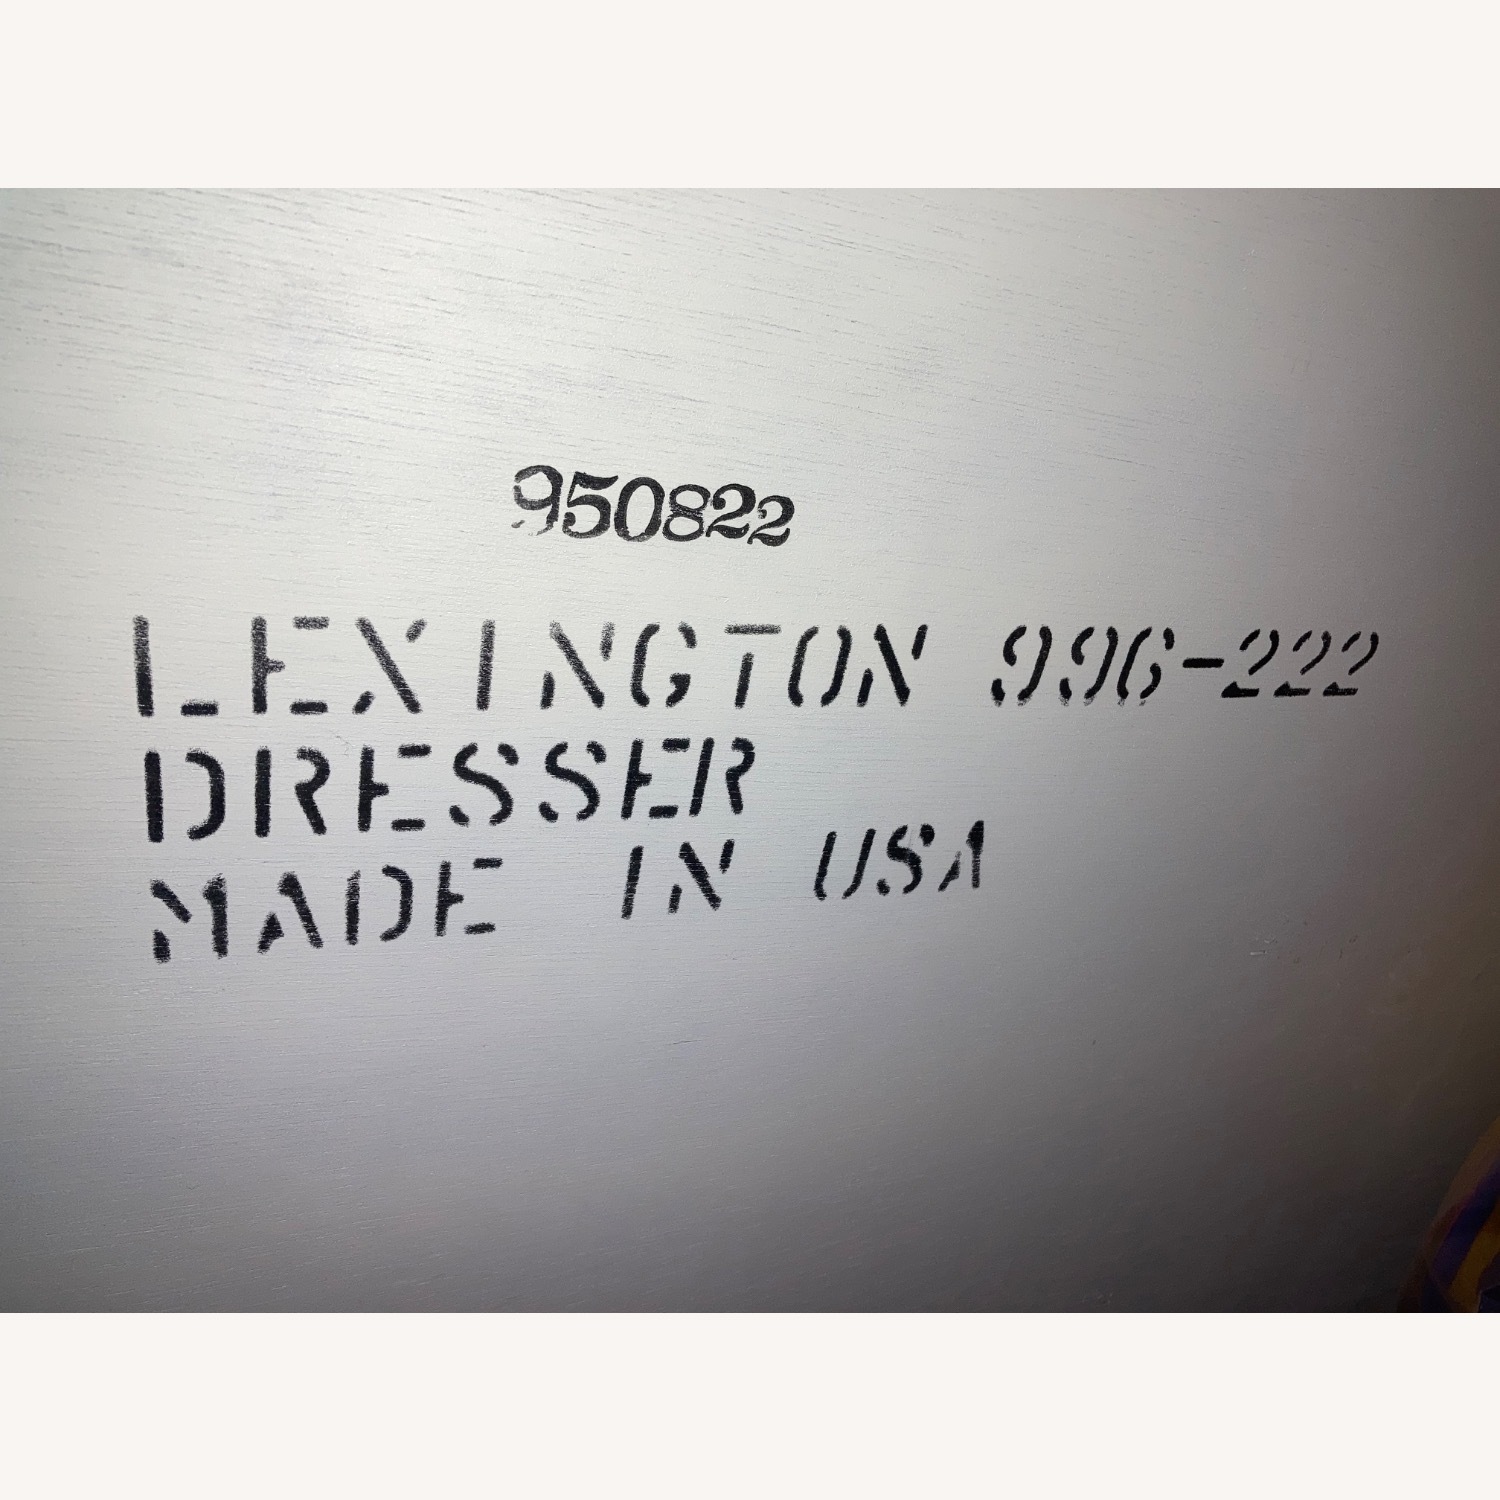 950822
LEXINGTON 996-222
DRESSER
MADE IN USA